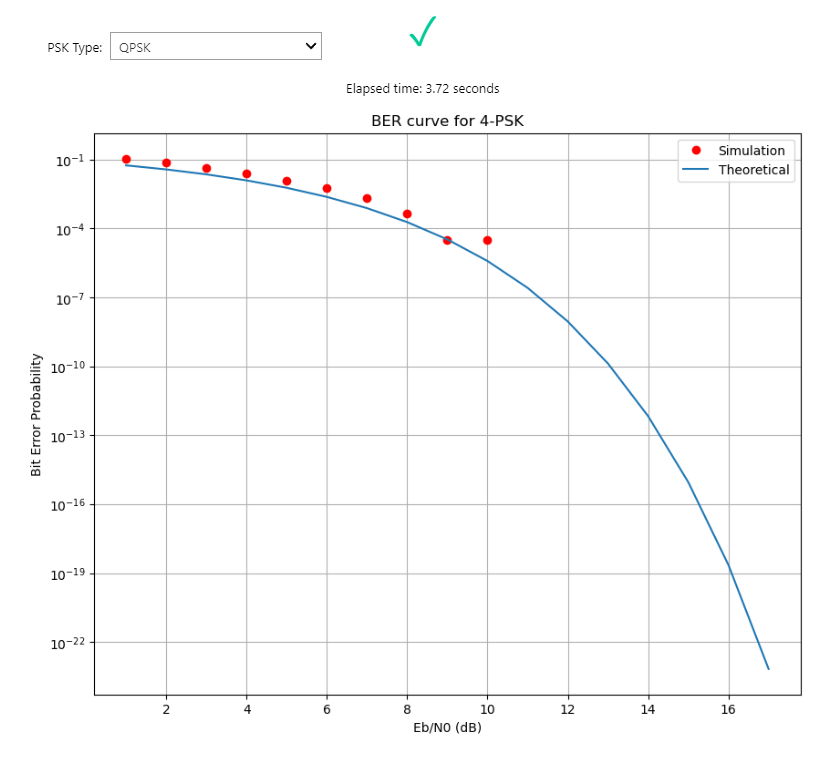 PSK Type: QPSK
Elapsed time: 3.72 seconds
BER curve for 4-PSK
Simulation
Theoretical
Bit Error Probability
10⁻¹
10⁻⁴
10⁻⁷
10⁻¹⁰
10⁻¹³
10⁻¹⁶
10⁻¹⁹
10⁻²²
2 4 6 8 10 12 14 16
Eb/N0 (dB)